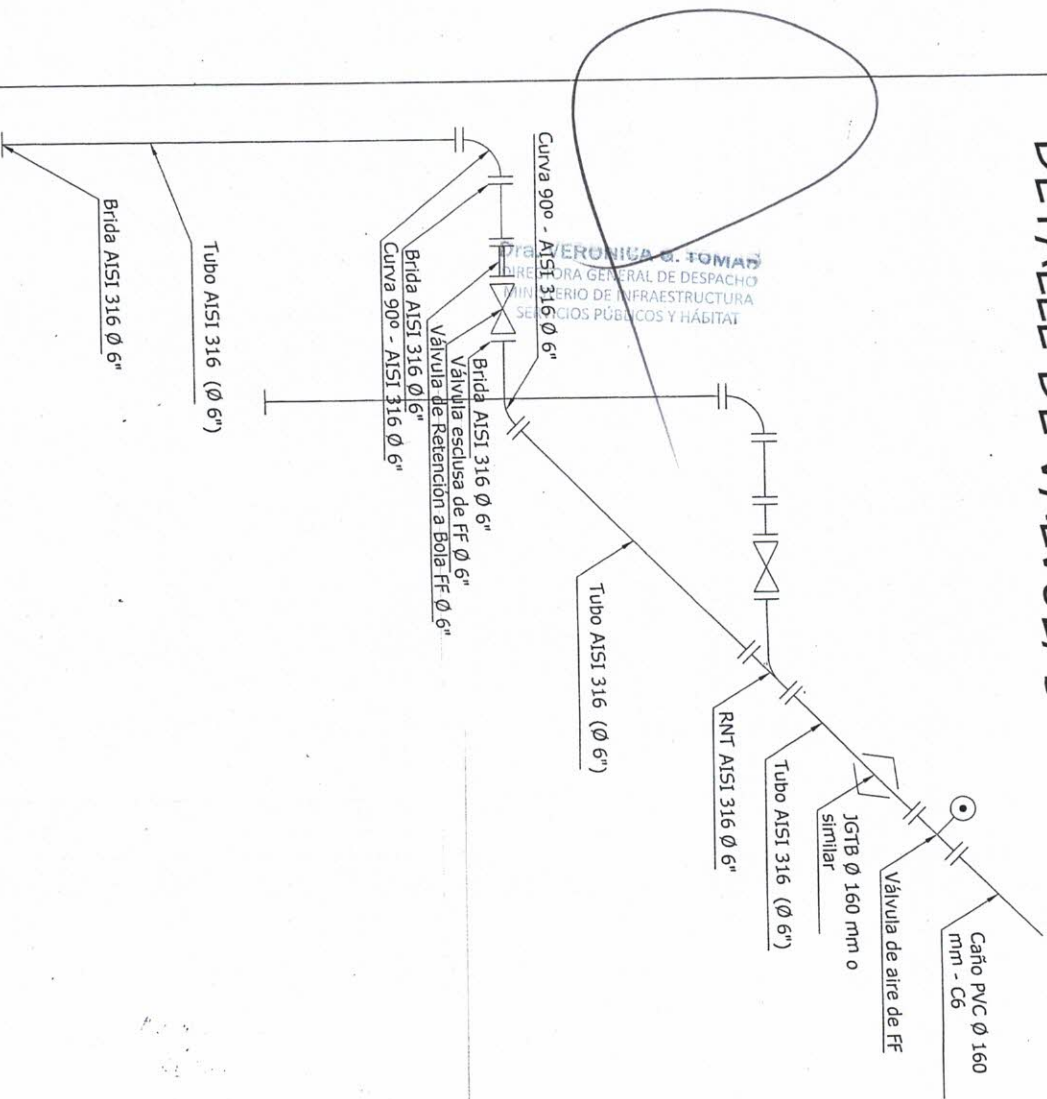 DETALLE DE
Caño PVC Ø 160
mm - C6
Válvula de aire de FF
JGTB Ø 160 mm o
similar
Tubo AISI 316 (Ø 6")
RNT AISI 316 Ø 6"
Tubo AISI 316 (Ø 6")
Curva 90º - AISI 316 Ø 6"
Brida AISI 316 Ø 6"
Válvula esclusa de FF Ø 6"
Válvula de Retención a Bola FF Ø 6"
Brida AISI 316 Ø 6"
Curva 90º - AISI 316 Ø 6"
Tubo AISI 316 (Ø 6")
Brida AISI 316 Ø 6"
Dra. VERONICA G. TOMAS
DIRECTORA GENERAL DE DESPACHO
MINISTERIO DE INFRAESTRUCTURA
SERVICIOS PÚBLICOS Y HÁBITAT